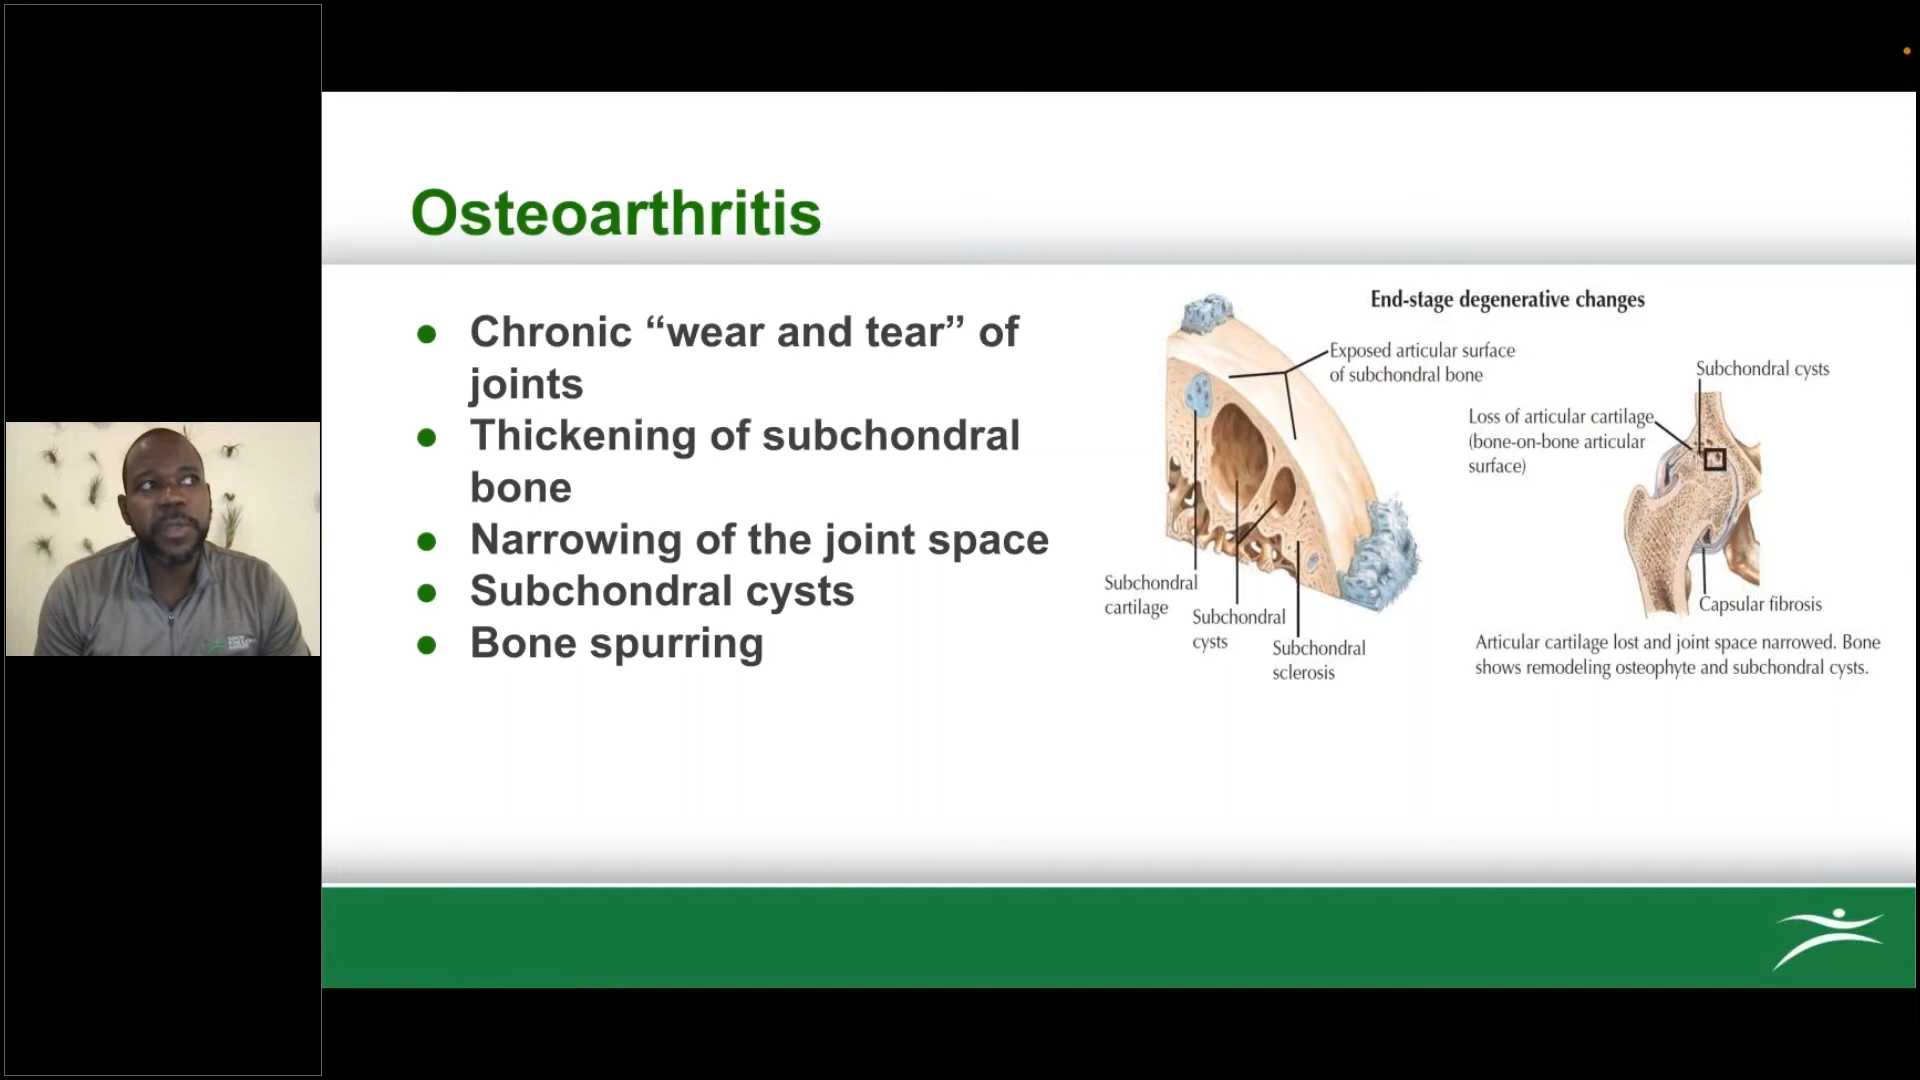 Osteoarthritis
Chronic “wear and tear” of
joints
Thickening of subchondral
bone
Narrowing of the joint space
Subchondral cysts
Bone spurring
End-stage degenerative changes
Exposed articular surface
of subchondral bone
Subchondral cysts
Loss of articular cartilage
(bone-on-bone articular
surface)
Subchondral
cartilage
Subchondral
cysts
Subchondral
sclerosis
Capsular fibrosis
Articular cartilage lost and joint space narrowed. Bone
shows remodeling osteophyte and subchondral cysts.